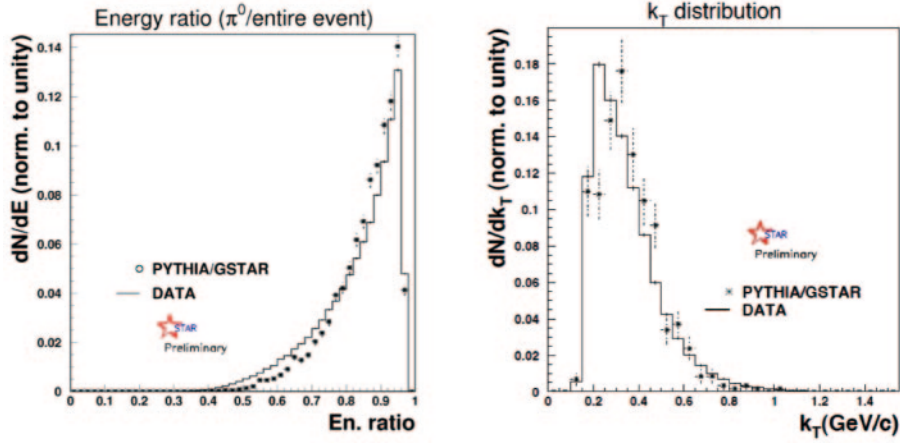 Energy ratio (π⁰/entire event)
dN/dE (norm. to unity)
0.14
0.12
0.1
0.08
0.06
0.04
0.02
0
PYTHIA/GSTAR
DATA
STAR
Preliminary
0 0.1 0.2 0.3 0.4 0.5 0.6 0.7 0.8 0.9 1
En. ratio
k_T distribution
dN/dk_T (norm. to unity)
0.18
0.16
0.14
0.12
0.1
0.08
0.06
0.04
0.02
0
STAR
Preliminary
PYTHIA/GSTAR
DATA
0 0.2 0.4 0.6 0.8 1 1.2 1.4
k_T(GeV/c)